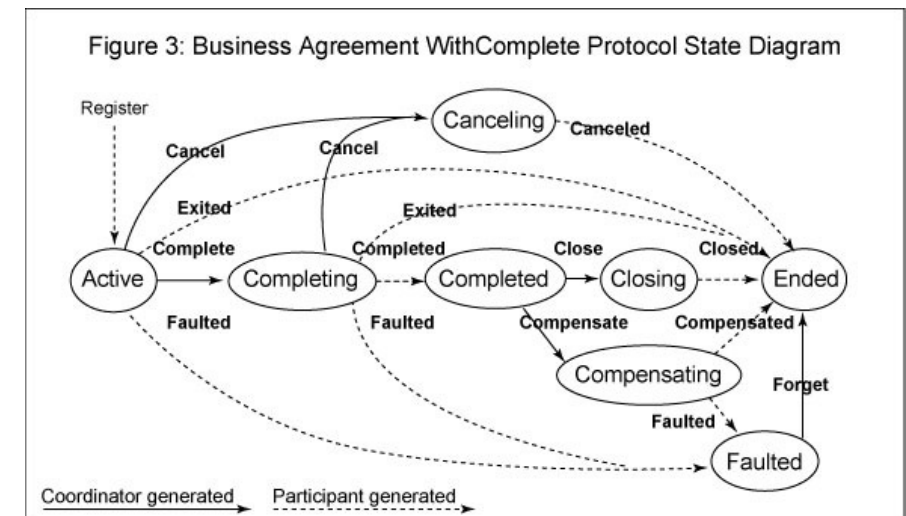 Figure 3: Business Agreement WithComplete Protocol State Diagram
Register
Canceling
Canceled
Cancel
Cancel
Exited
Exited
Complete
Completed
Close
Closed
Active
Completing
Completed
Closing
Ended
Faulted
Faulted
Compensate
Compensated
Compensating
Forget
Faulted
Faulted
Coordinator generated
Participant generated